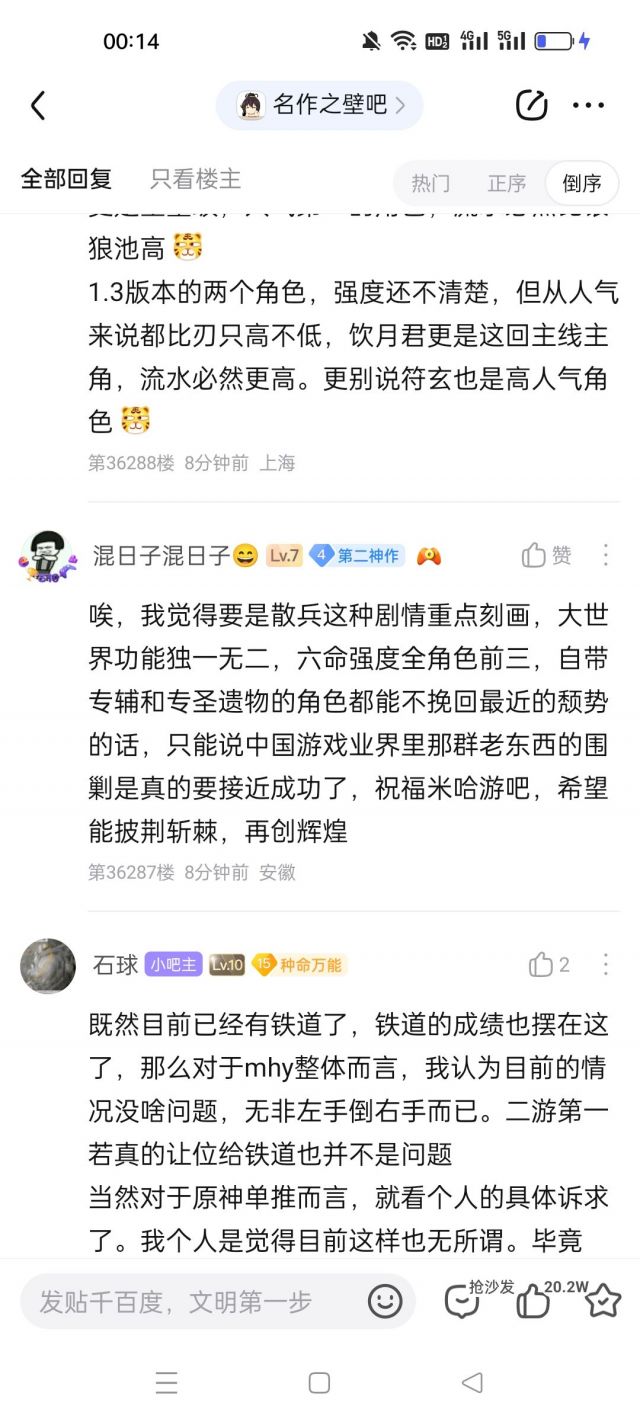 00:14
HD 4G 5G
名作之壁吧
全部回复 只看楼主 热门 正序 倒序
狼池高
1.3版本的两个角色，强度还不清楚，但从人气
来说都比刃只高不低，饮月君更是这回主线主
角，流水必然更高。更别说符玄也是高人气角
色
第36288楼 8分钟前 上海
混日子混日子 Lv.7 4 第二神作 赞
唉，我觉得要是散兵这种剧情重点刻画，大世
界功能独一无二，六命强度全角色前三，自带
专辅和专圣遗物的角色都能不挽回最近的颓势
的话，只能说中国游戏业界里那群老东西的围
剿是真的要接近成功了，祝福米哈游吧，希望
能披荆斩棘，再创辉煌
第36287楼 8分钟前 安徽
石球 小吧主 Lv.10 15 种命万能 2
既然目前已经有铁道了，铁道的成绩也摆在这
了，那么对于mhy整体而言，我认为目前的情
况没啥问题，无非左手倒右手而已。二游第一
若真的让位给铁道也并不是问题
当然对于原神单推而言，就看个人的具体诉求
了。我个人是觉得目前这样也无所谓。毕竟
发贴千百度，文明第一步 抢沙发 20.2W